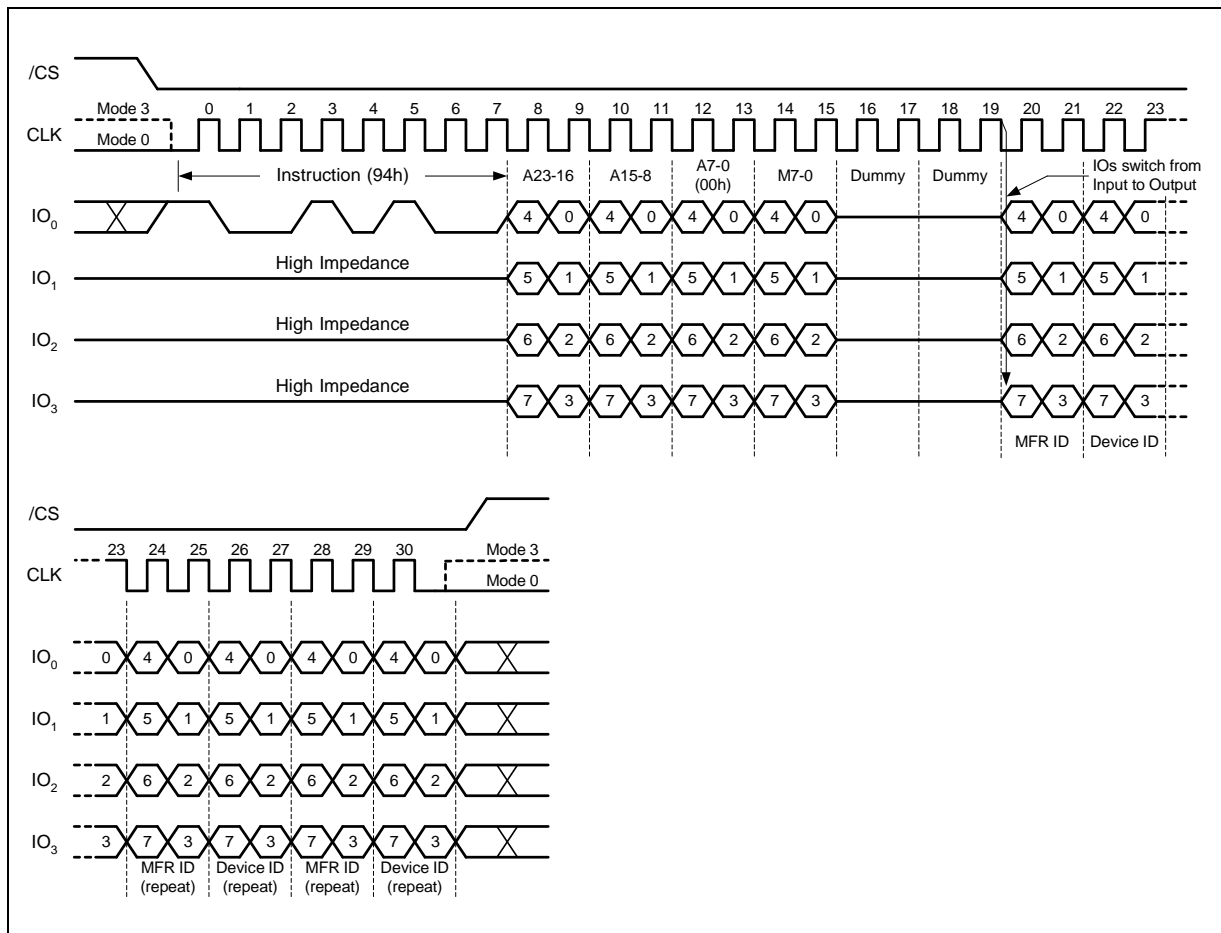 /CS
Mode 3 0 1 2 3 4 5 6 7 8 9 10 11 12 13 14 15 16 17 18 19 20 21 22 23
CLK
Mode 0
Instruction (94h) A23-16 A15-8 A7-0 (00h) M7-0 Dummy Dummy IOs switch from Input to Output
IO0 4 0 4 0 4 0 4 0 4 0 4 0
High Impedance
IO1 5 1 5 1 5 1 5 1 5 1 5 1
High Impedance
IO2 6 2 6 2 6 2 6 2 6 2 6 2
High Impedance
IO3 7 3 7 3 7 3 7 3 7 3 7 3
MFR ID Device ID
/CS
23 24 25 26 27 28 29 30 Mode 3
CLK
Mode 0
IO0 0 4 0 4 0 4 0 4 0
IO1 1 5 1 5 1 5 1 5 1
IO2 2 6 2 6 2 6 2 6 2
IO3 3 7 3 7 3 7 3 7 3
MFR ID Device ID MFR ID Device ID
(repeat) (repeat) (repeat) (repeat)